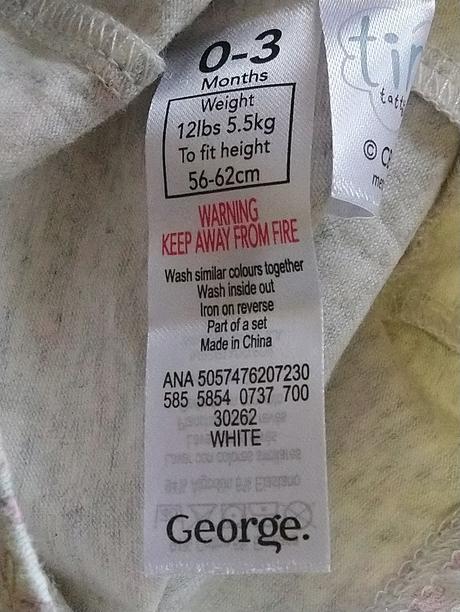 0-3
Months
Weight
12lbs 5.5kg
To fit height
56-62cm
WARNING
KEEP AWAY FROM FIRE
Wash similar colours together
Wash inside out
Iron on reverse
Part of a set
Made in China
ANA 5057476207230
585 5854 0737 700
30262
WHITE
George.
©